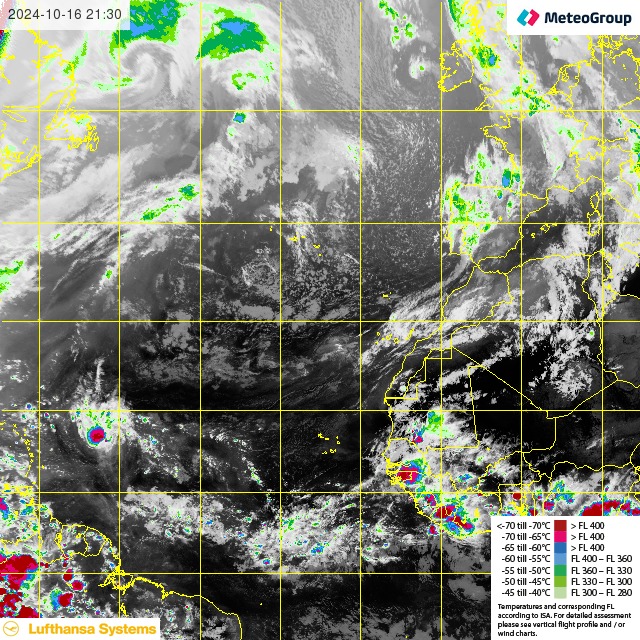 2024-10-16 21:30
MeteoGroup
<-70 till -70°C > FL 400
-70 till -65°C > FL 400
-65 till -60°C > FL 400
-60 till -55°C FL 400 – FL 360
-55 till -50°C FL 360 – FL 330
-50 till -45°C FL 330 – FL 300
-45 till -40°C FL 300 – FL 280
Temperatures and corresponding FL
according to ISA. For detailed assessment
please see vertical flight profile and / or
wind charts.
Lufthansa Systems